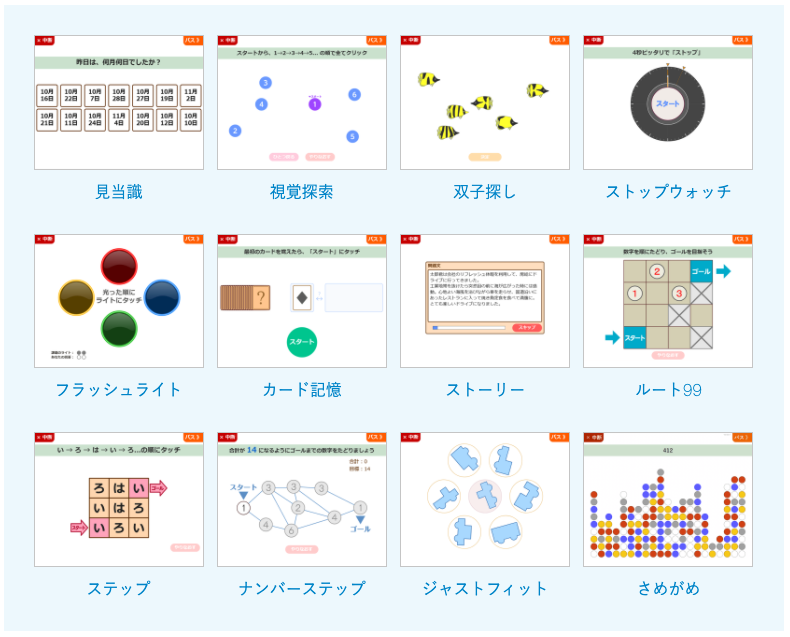 × 中断
パス》
昨日は、何月何日でしたか？
10月16日 10月22日 10月7日 10月28日 10月27日 10月19日 11月2日
10月21日 10月11日 10月24日 11月4日 10月20日 10月12日 10月10日
見当識
× 中断
パス》
スタートから、1→2→3→4→5... の順で全てクリック
3
6
4
スタート
1
2
5
やりなおす
視覚探索
× 中断
パス》
双子探し
× 中断
パス》
4秒ピッタリで「ストップ」
スタート
ストップウォッチ
× 中断
パス》
光った順に
ライトにタッチ
フラッシュライト
× 中断
パス》
最初のカードを覚えたら、「スタート」にタッチ
?
スタート
カード記憶
× 中断
パス》
スキップ
ストーリー
× 中断
パス》
数字を順にたどり、ゴールを目指そう
2
ゴール
1
3
スタート
やりなおす
ルート99
× 中断
パス》
い → ろ → は → い → ろ...の順にタッチ
ろ は い
ゴール
い は ろ
スタート
い ろ い
やりなおす
ステップ
× 中断
パス》
合計が 14 になるようにゴールまでの数字をたどりましょう
合計：0
目標：14
スタート
3 3 3
1 2 1
4 6 4
ゴール
やりなおす
ナンバーステップ
× 中断
パス》
ジャストフィット
× 中断
パス》
412
さめがめ